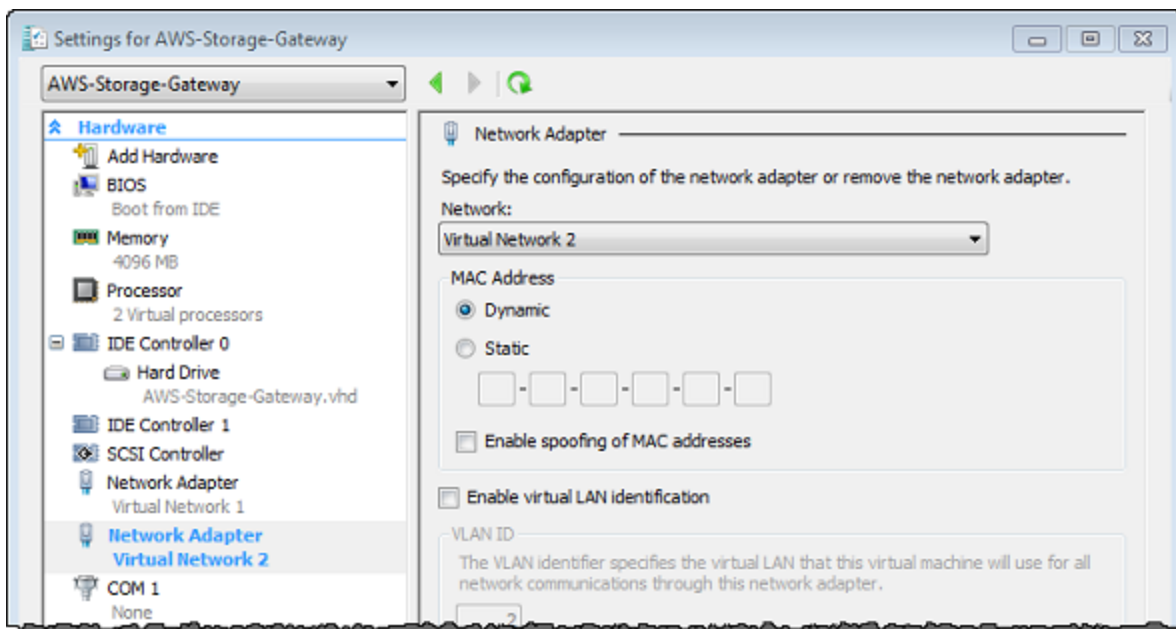 Settings for AWS-Storage-Gateway
AWS-Storage-Gateway
Hardware
Add Hardware
BIOS
Boot from IDE
Memory
4096 MB
Processor
2 Virtual processors
IDE Controller 0
Hard Drive
AWS-Storage-Gateway.vhd
IDE Controller 1
SCSI Controller
Network Adapter
Virtual Network 1
Network Adapter
Virtual Network 2
COM 1
None
Network Adapter
Specify the configuration of the network adapter or remove the network adapter.
Network:
Virtual Network 2
MAC Address
Dynamic
Static
- - - - -
Enable spoofing of MAC addresses
Enable virtual LAN identification
VLAN ID
The VLAN identifier specifies the virtual LAN that this virtual machine will use for all
network communications through this network adapter.
2